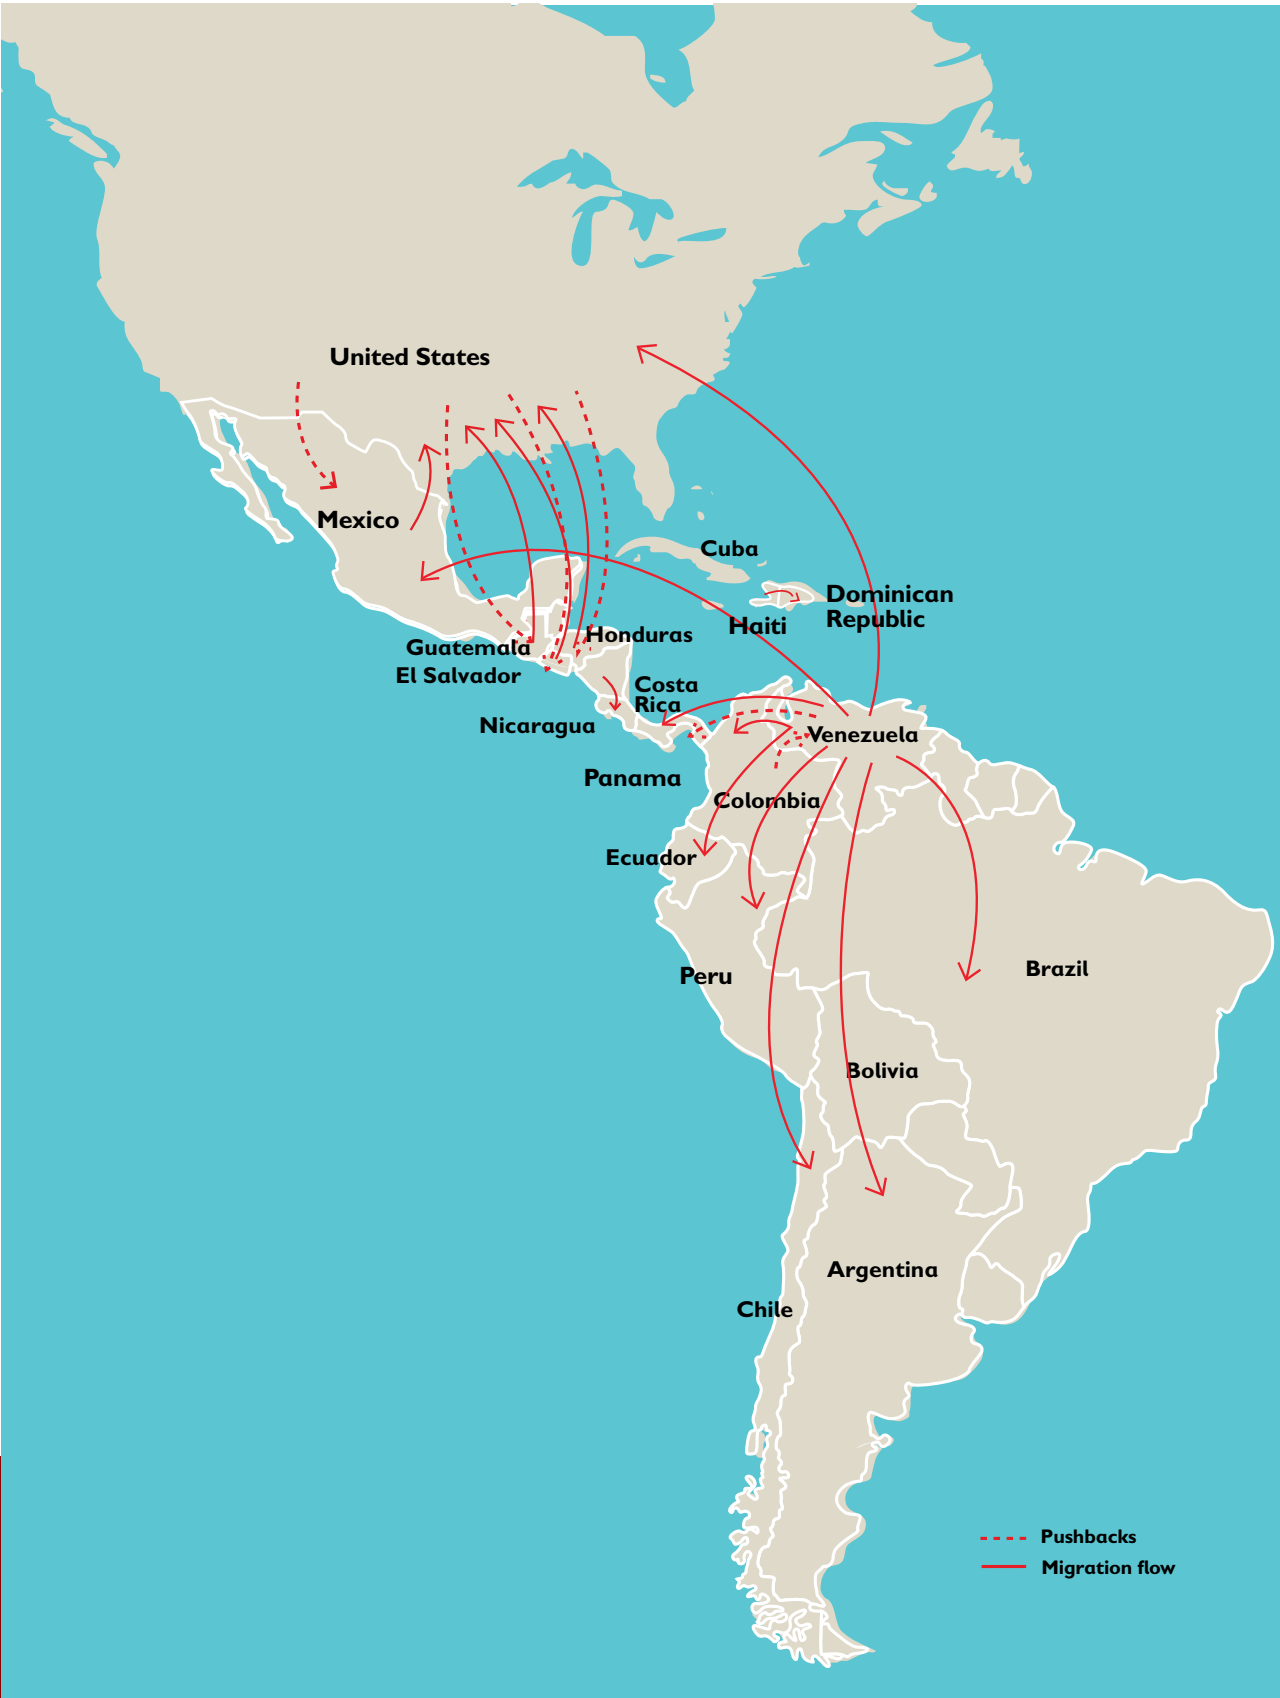 United States
Mexico
Cuba
Dominican
Republic
Haiti
Honduras
Guatemala
El Salvador
Costa
Rica
Nicaragua
Venezuela
Panama
Colombia
Ecuador
Peru
Brazil
Bolivia
Argentina
Chile
Pushbacks
Migration flow